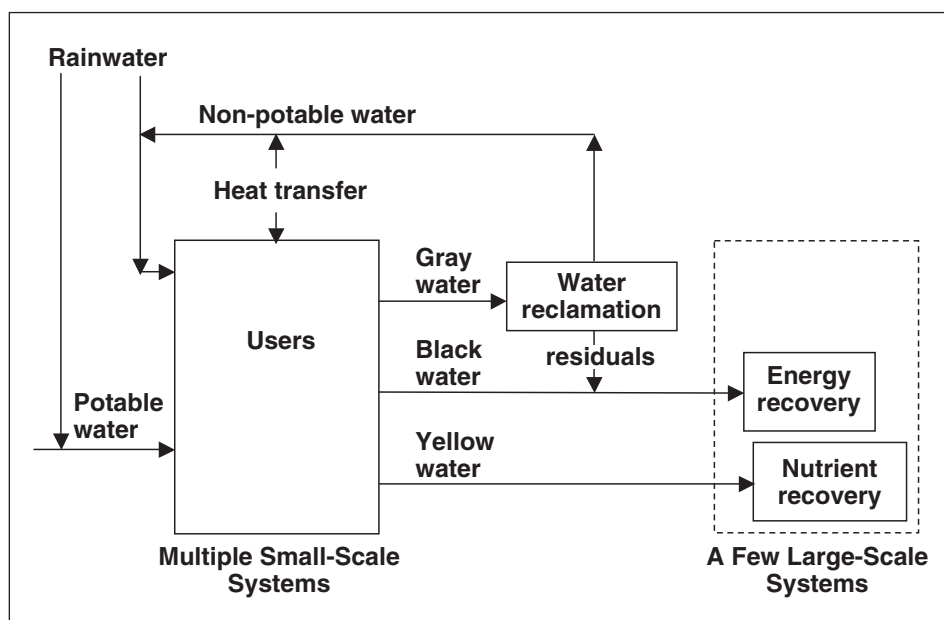 Rainwater
Non-potable water
Heat transfer
Gray
water
Water
reclamation
Users
Black
water
residuals
Energy
recovery
Potable
water
Yellow
water
Nutrient
recovery
Multiple Small-Scale
Systems
A Few Large-Scale
Systems